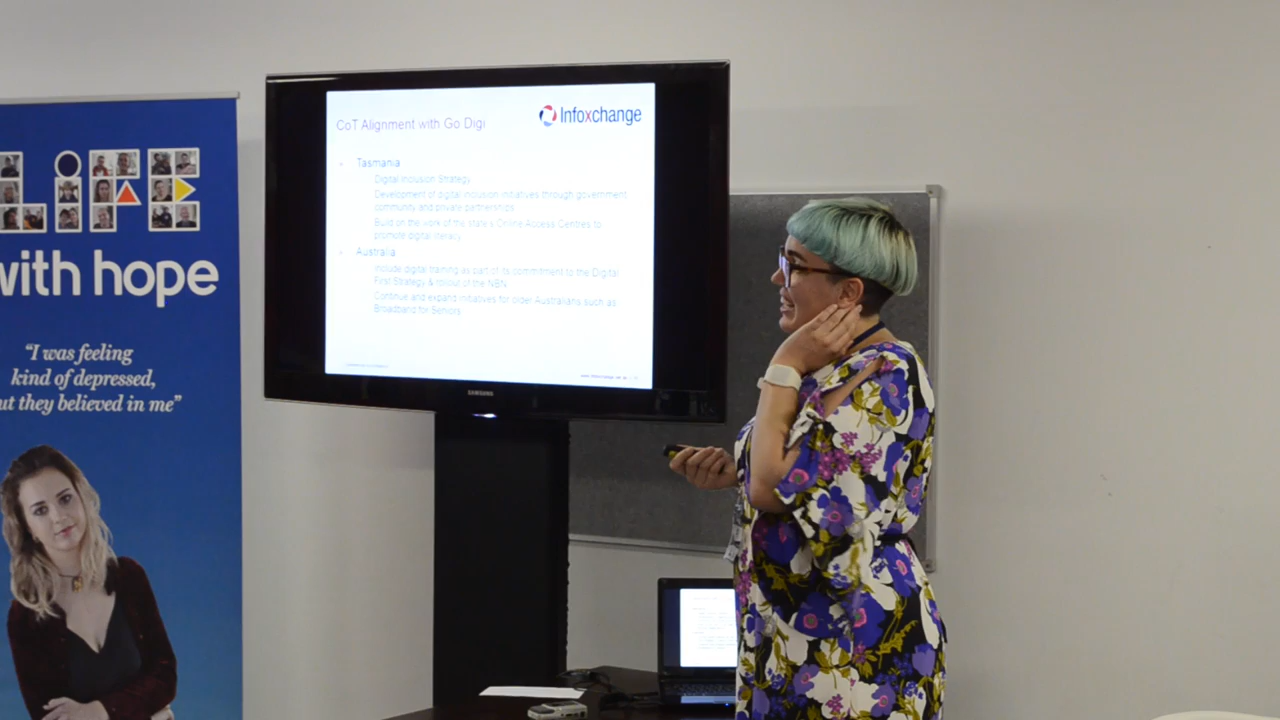 LiFE
with hope
“I was feeling
kind of depressed,
but they believed in me”
CoT Alignment with Go Digi
Infoxchange
Tasmania
Digital Inclusion Strategy
Development of digital inclusion initiatives through government
community and private partnerships
Build on the work of the state's Online Access Centres to
promote digital literacy
Australia
Include digital training as part of its commitment to the Digital
First Strategy & rollout of the NBN
Continue and expand initiatives for older Australians such as
Broadband for Seniors
SAMSUNG